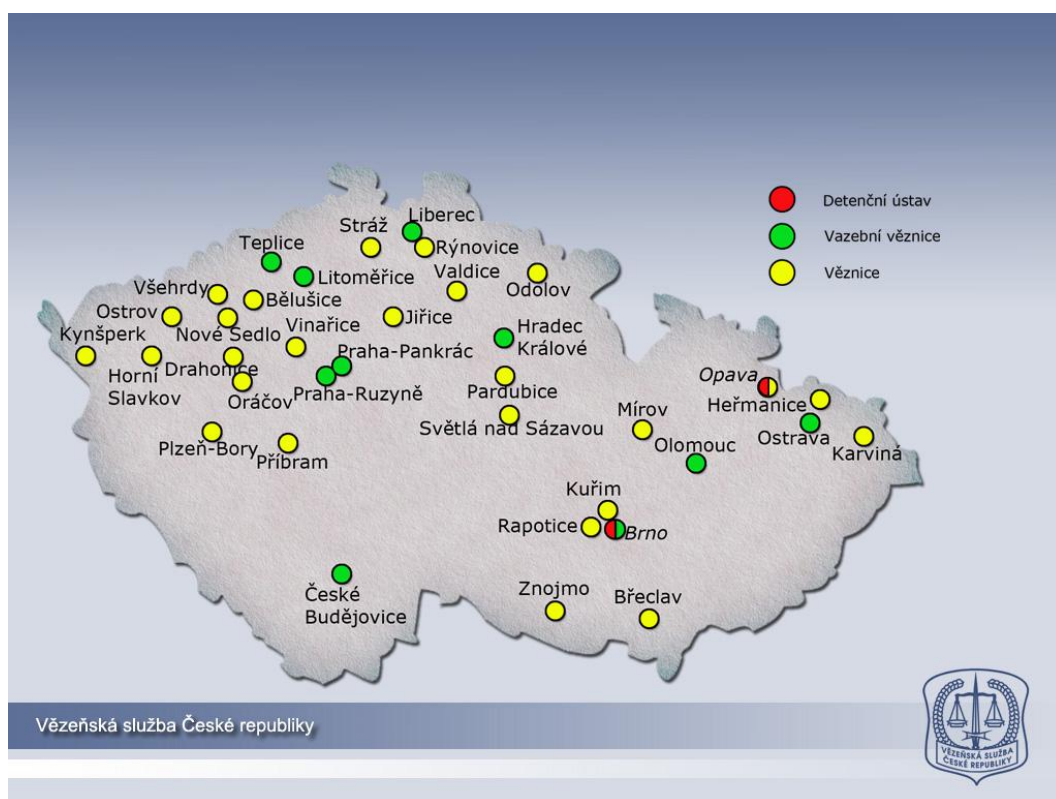 Detenční ústav
Vazební věznice
Věznice
Liberec
Stráž
Rýnovice
Teplice
Litoměřice
Valdice
Odolov
Všehrdy
Bělušice
Ostrov
Nové Sedlo
Vinařice
Jiřice
Kynšperk
Hradec
Králové
Praha-Pankrác
Drahonice
Horní
Slavkov
Oráčov
Praha-Ruzyně
Pardubice
Opava
Heřmanice
Světlá nad Sázavou
Mírov
Ostrava
Plzeň-Bory
Příbram
Olomouc
Karviná
Kuřim
Rapotice
Brno
České
Budějovice
Znojmo
Břeclav
Vězeňská služba České republiky
VĚZEŇSKÁ SLUŽBA
ČESKÉ REPUBLIKY